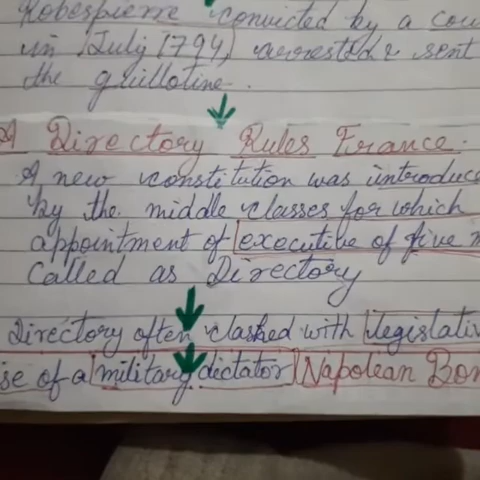 Robespierre convicted by a cou
in July 1794, arrested & sent
the guillotine.
A Directory Rules France.
A new constitution was introduce
by the middle classes for which
appointment of executive of five m
Called as Directory
Directory often clashed with legislativ
se of a military dictator Napolean Bon